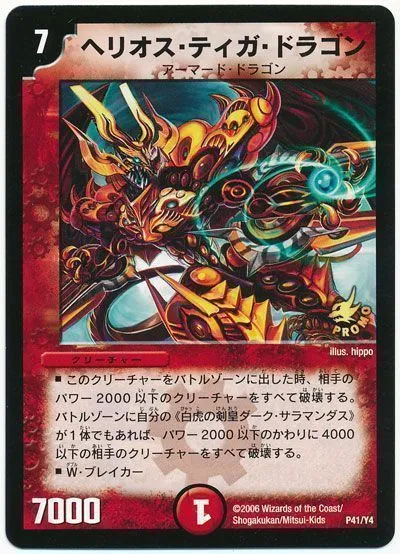 7
ヘリオス・ティガ・ドラゴン
アーマード・ドラゴン
PROMO
illus. hippo
クリーチャー
■ このクリーチャーをバトルゾーンに出した時、相手の
パワー2000以下のクリーチャーをすべて破壊する。
バトルゾーンに自分の《白虎の剣皇ダーク・サラマンダス》
が1体でもあれば、パワー2000以下のかわりに4000
以下の相手のクリーチャーをすべて破壊する。
■ W・ブレイカー
7000
1
©2006 Wizards of the Coast/
Shogakukan/Mitsui-Kids
P41/Y4